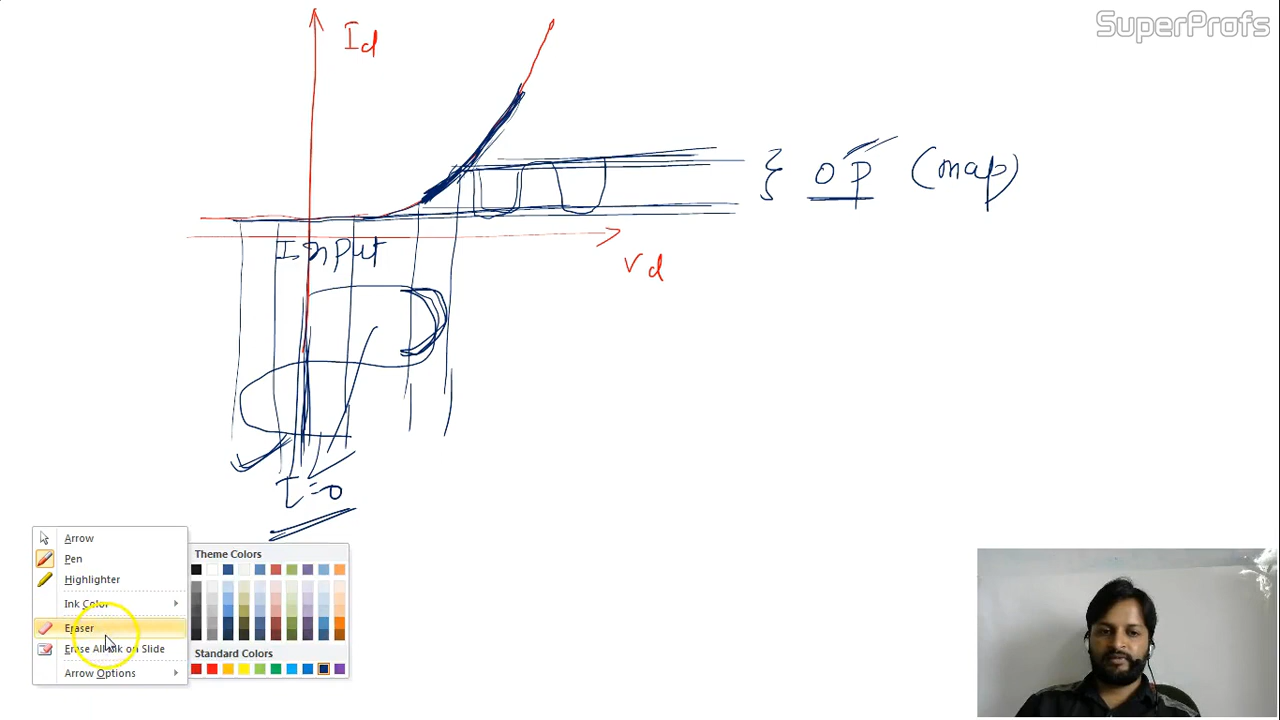 SuperProfs
Id
op (map)
Input
Vd
I=0
Arrow
Pen
Highlighter
Ink Color
Eraser
Erase All Ink on Slide
Arrow Options
Theme Colors
Standard Colors